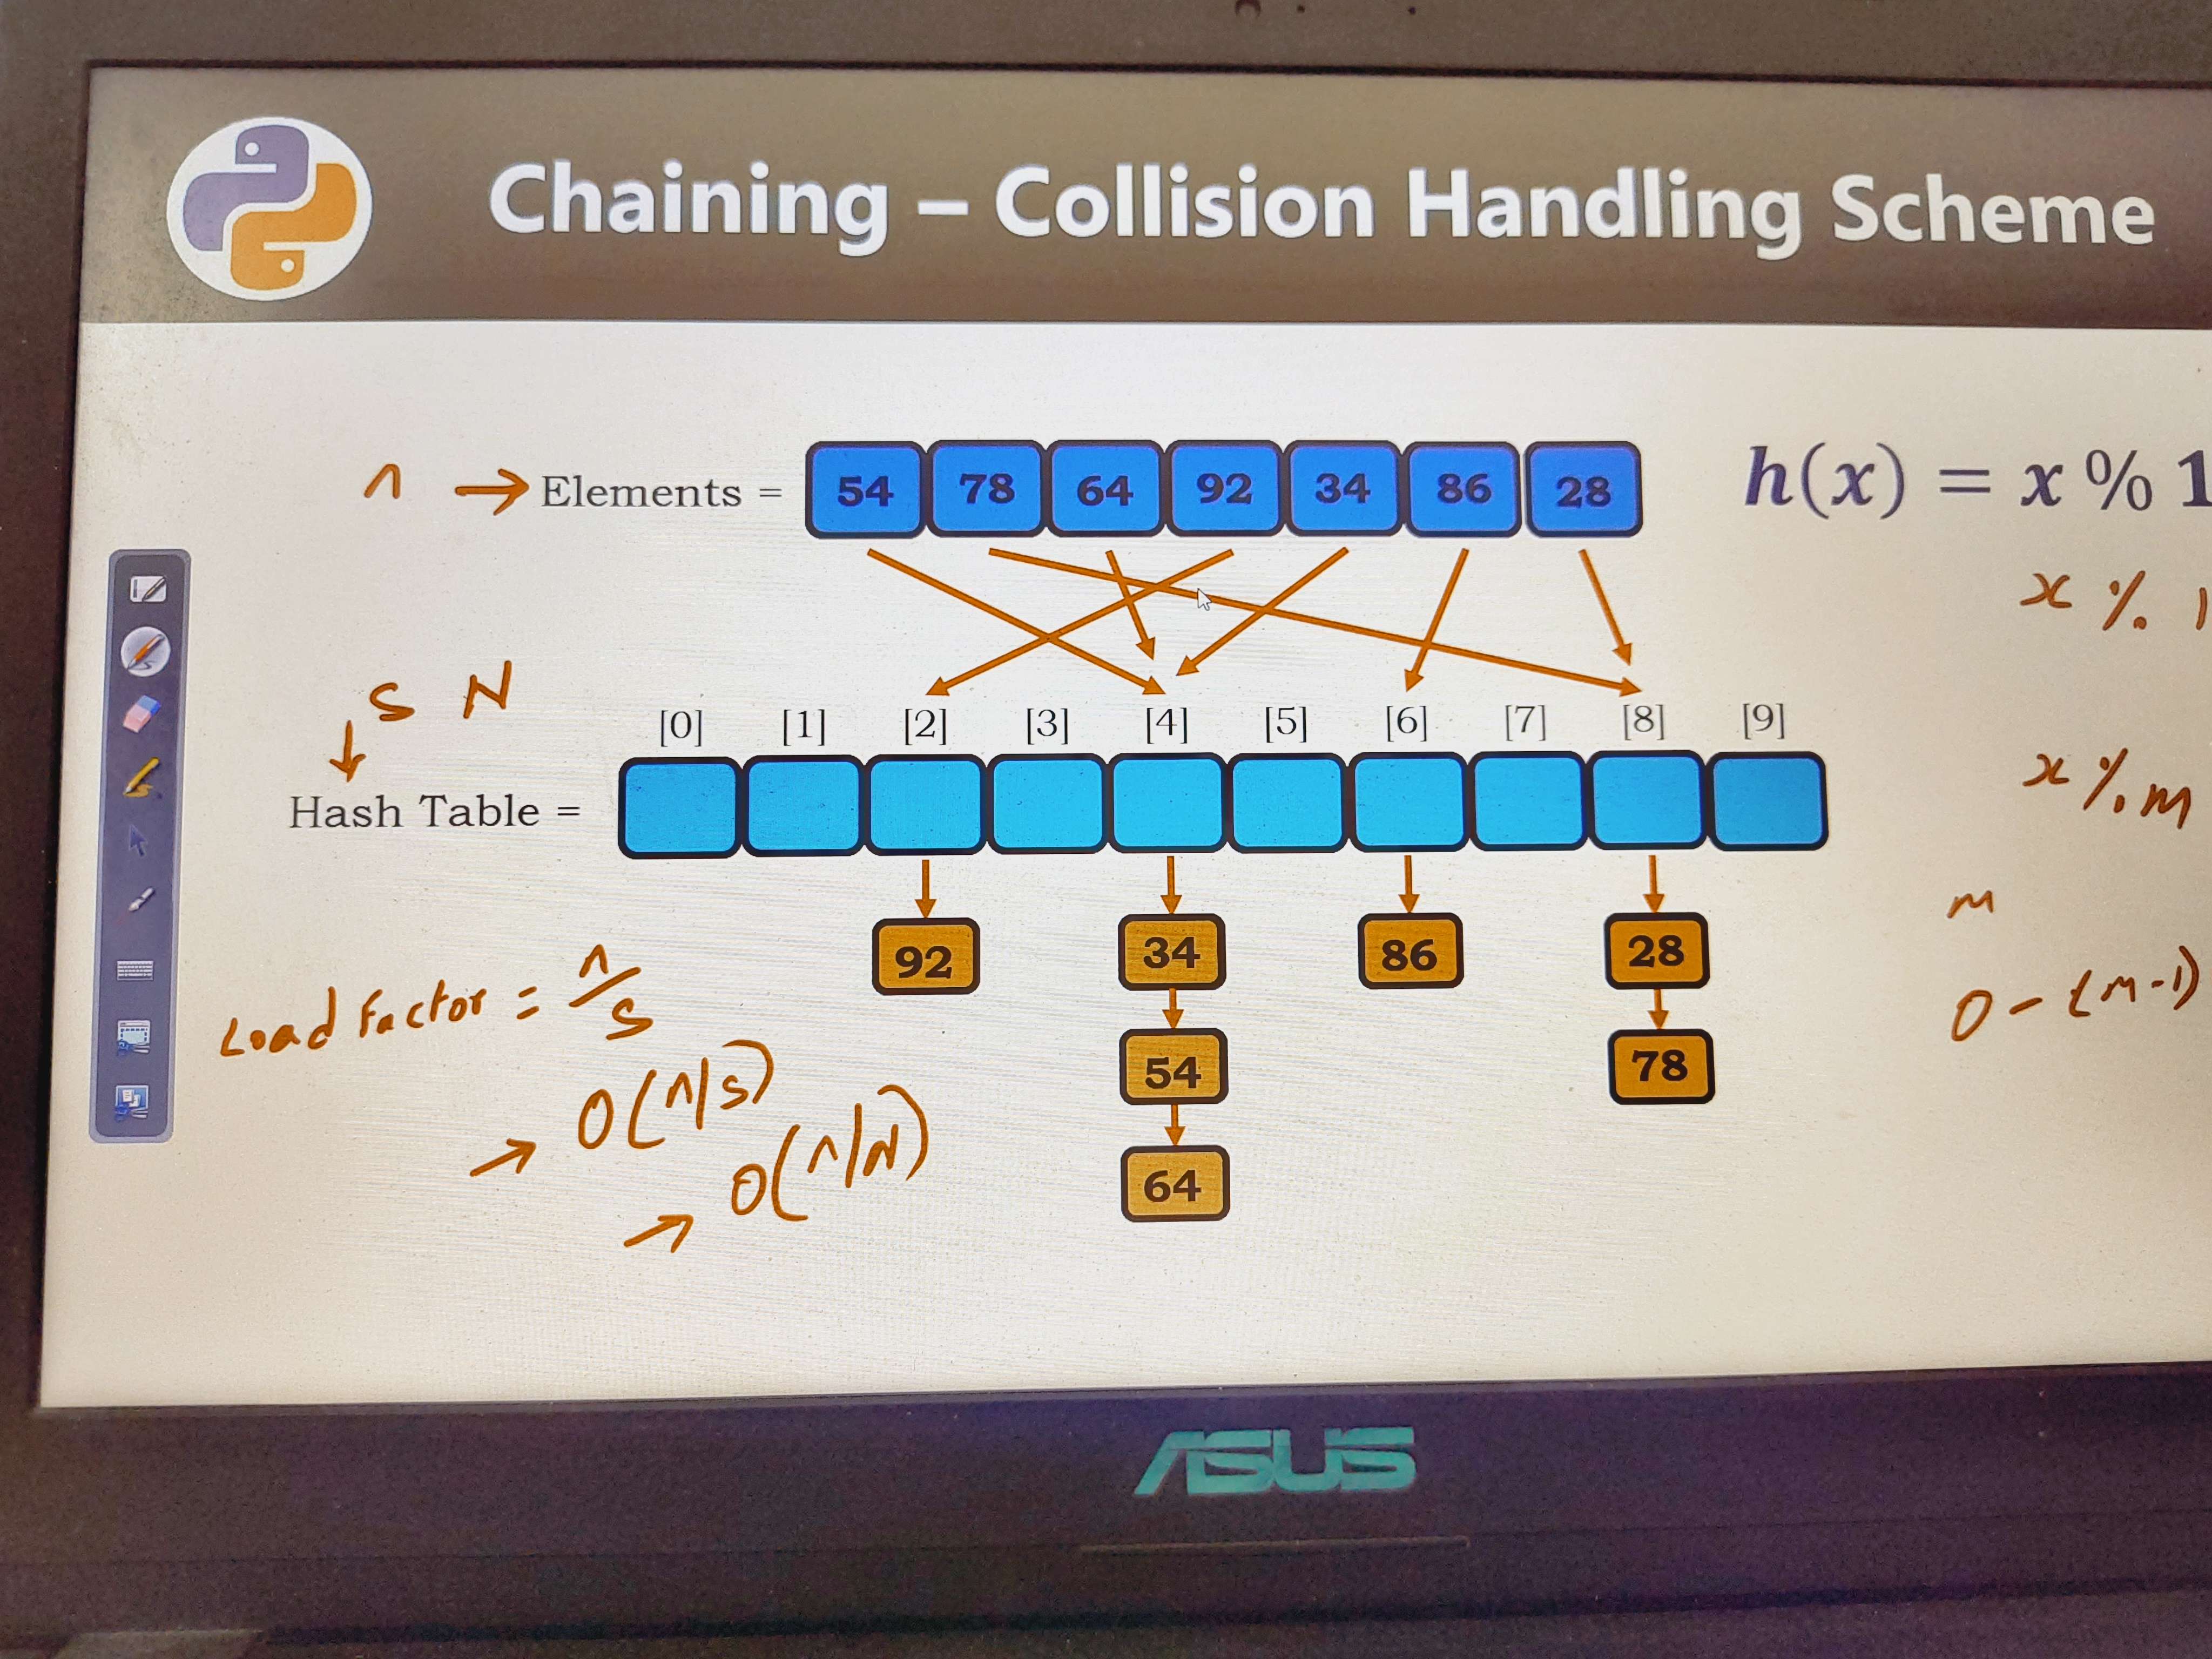 Chaining – Collision Handling Scheme
n → Elements = 54 78 64 92 34 86 28
h(x) = x % 1
x % 1
S N
[0] [1] [2] [3] [4] [5] [6] [7] [8] [9]
Hash Table =
x % m
92 34 86 28
m
Load factor = n/s
0 - (m-1)
54 78
O(n/s)
64
O(n/N)
ASUS